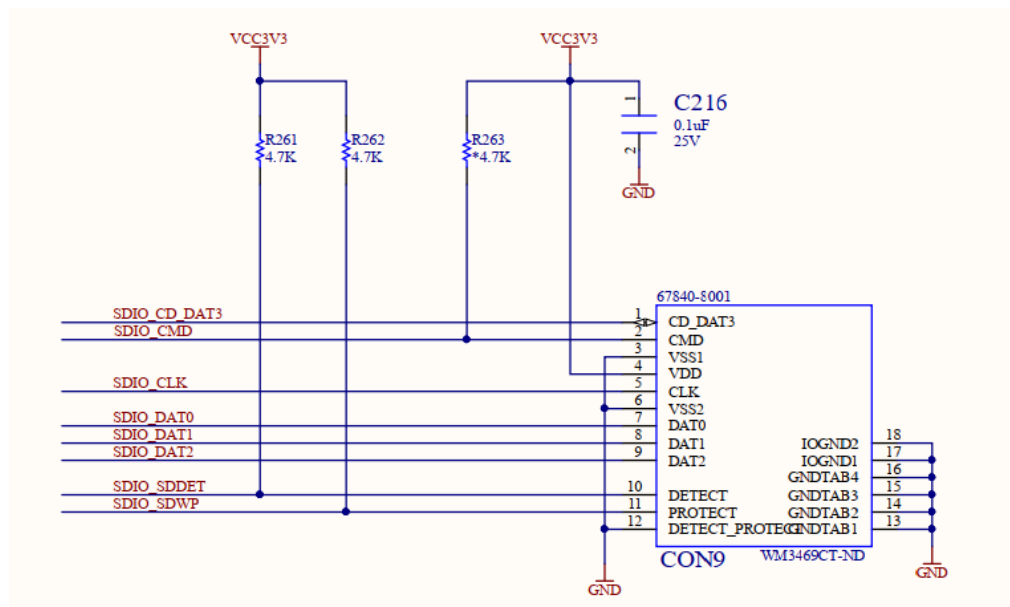 VCC3V3
VCC3V3
1
C216
0.1uF
25V
2
GND
R261
4.7K
R262
4.7K
R263
*4.7K
67840-8001
SDIO_CD_DAT3
1
CD_DAT3
SDIO_CMD
2
CMD
3
VSS1
4
VDD
SDIO_CLK
5
CLK
6
VSS2
SDIO_DAT0
7
DAT0
SDIO_DAT1
8
DAT1
IOGND2
18
SDIO_DAT2
9
DAT2
IOGND1
17
GNDTAB4
16
SDIO_SDDET
10
DETECT
GNDTAB3
15
SDIO_SDWP
11
PROTECT
GNDTAB2
14
12
DETECT_PROTECT
GNDTAB1
13
CON9
WM3469CT-ND
GND
GND